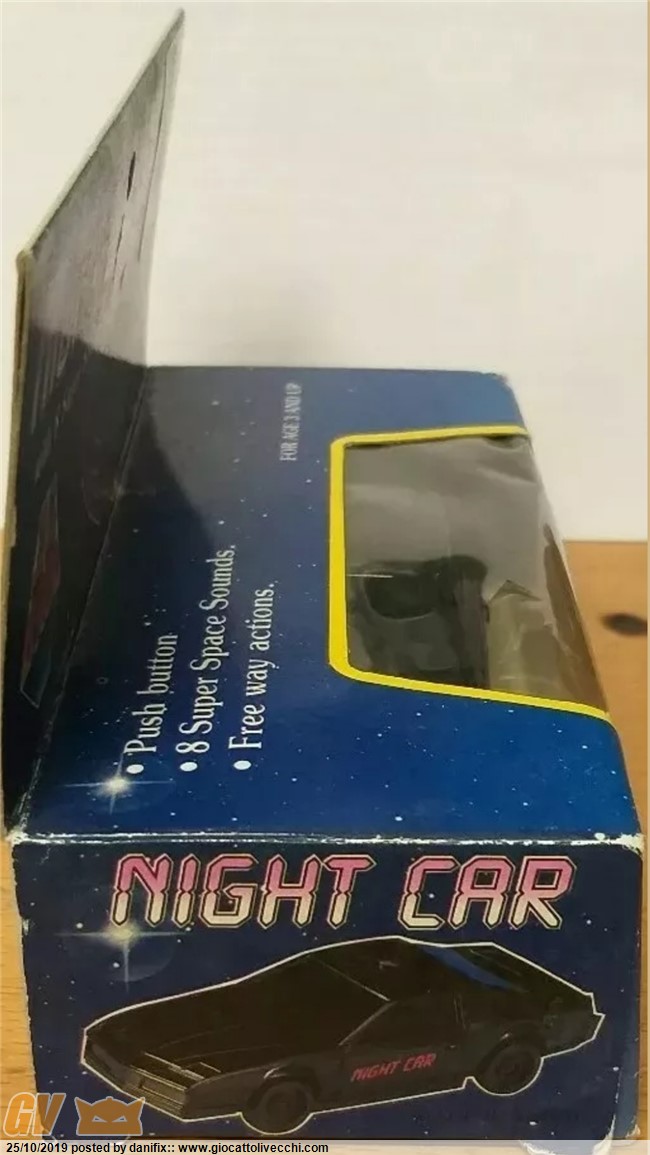 FOR AGE 3 AND UP
• Push button
• 8 Super Space Sounds.
• Free way actions.
NIGHT CAR
NIGHT CAR
GV
25/10/2019 posted by danifix:: www.giocattolivecchi.com